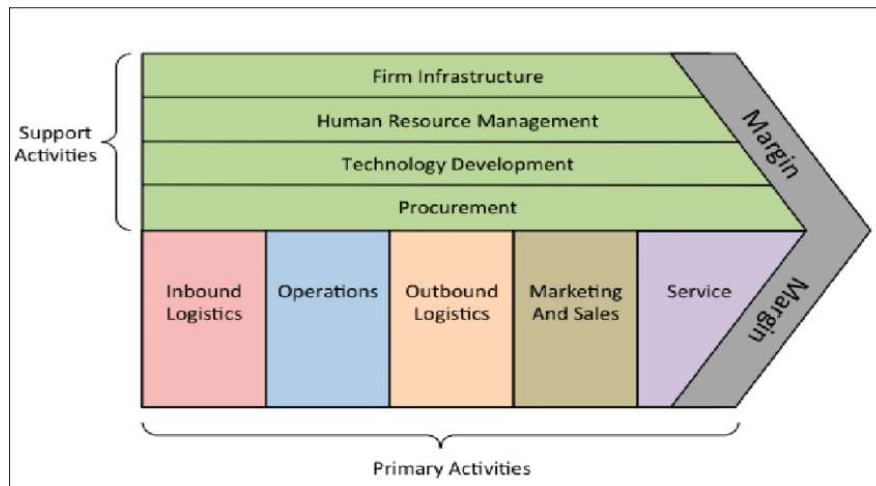 Firm Infrastructure
Human Resource Management
Technology Development
Procurement
Support
Activities
Margin
Inbound
Logistics
Operations
Outbound
Logistics
Marketing
And Sales
Service
Margin
Primary Activities